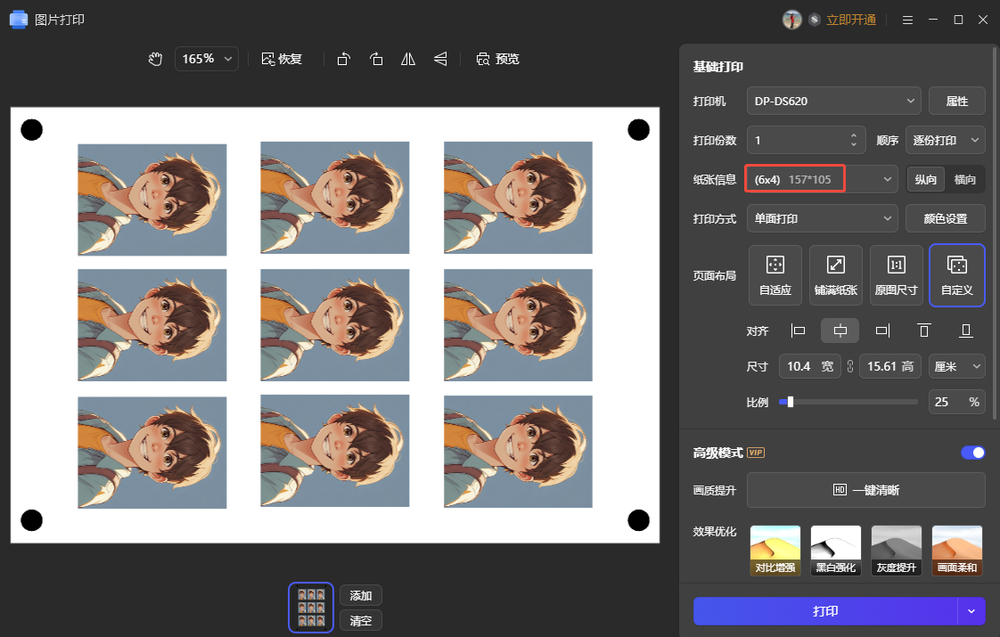 图片打印
立即开通
165%
恢复
预览
基础打印
打印机 DP-DS620 属性
打印份数 1 顺序 逐份打印
纸张信息 (6x4) 157*105 纵向 横向
打印方式 单面打印 颜色设置
页面布局 自适应 铺满纸张 1:1 原图尺寸 自定义
对齐
尺寸 10.4 宽 15.61 高 厘米
比例 25 %
高级模式 VIP
画质提升 HD 一键清晰
效果优化 对比增强 黑白强化 灰度提升 画面柔和
添加
清空
打印